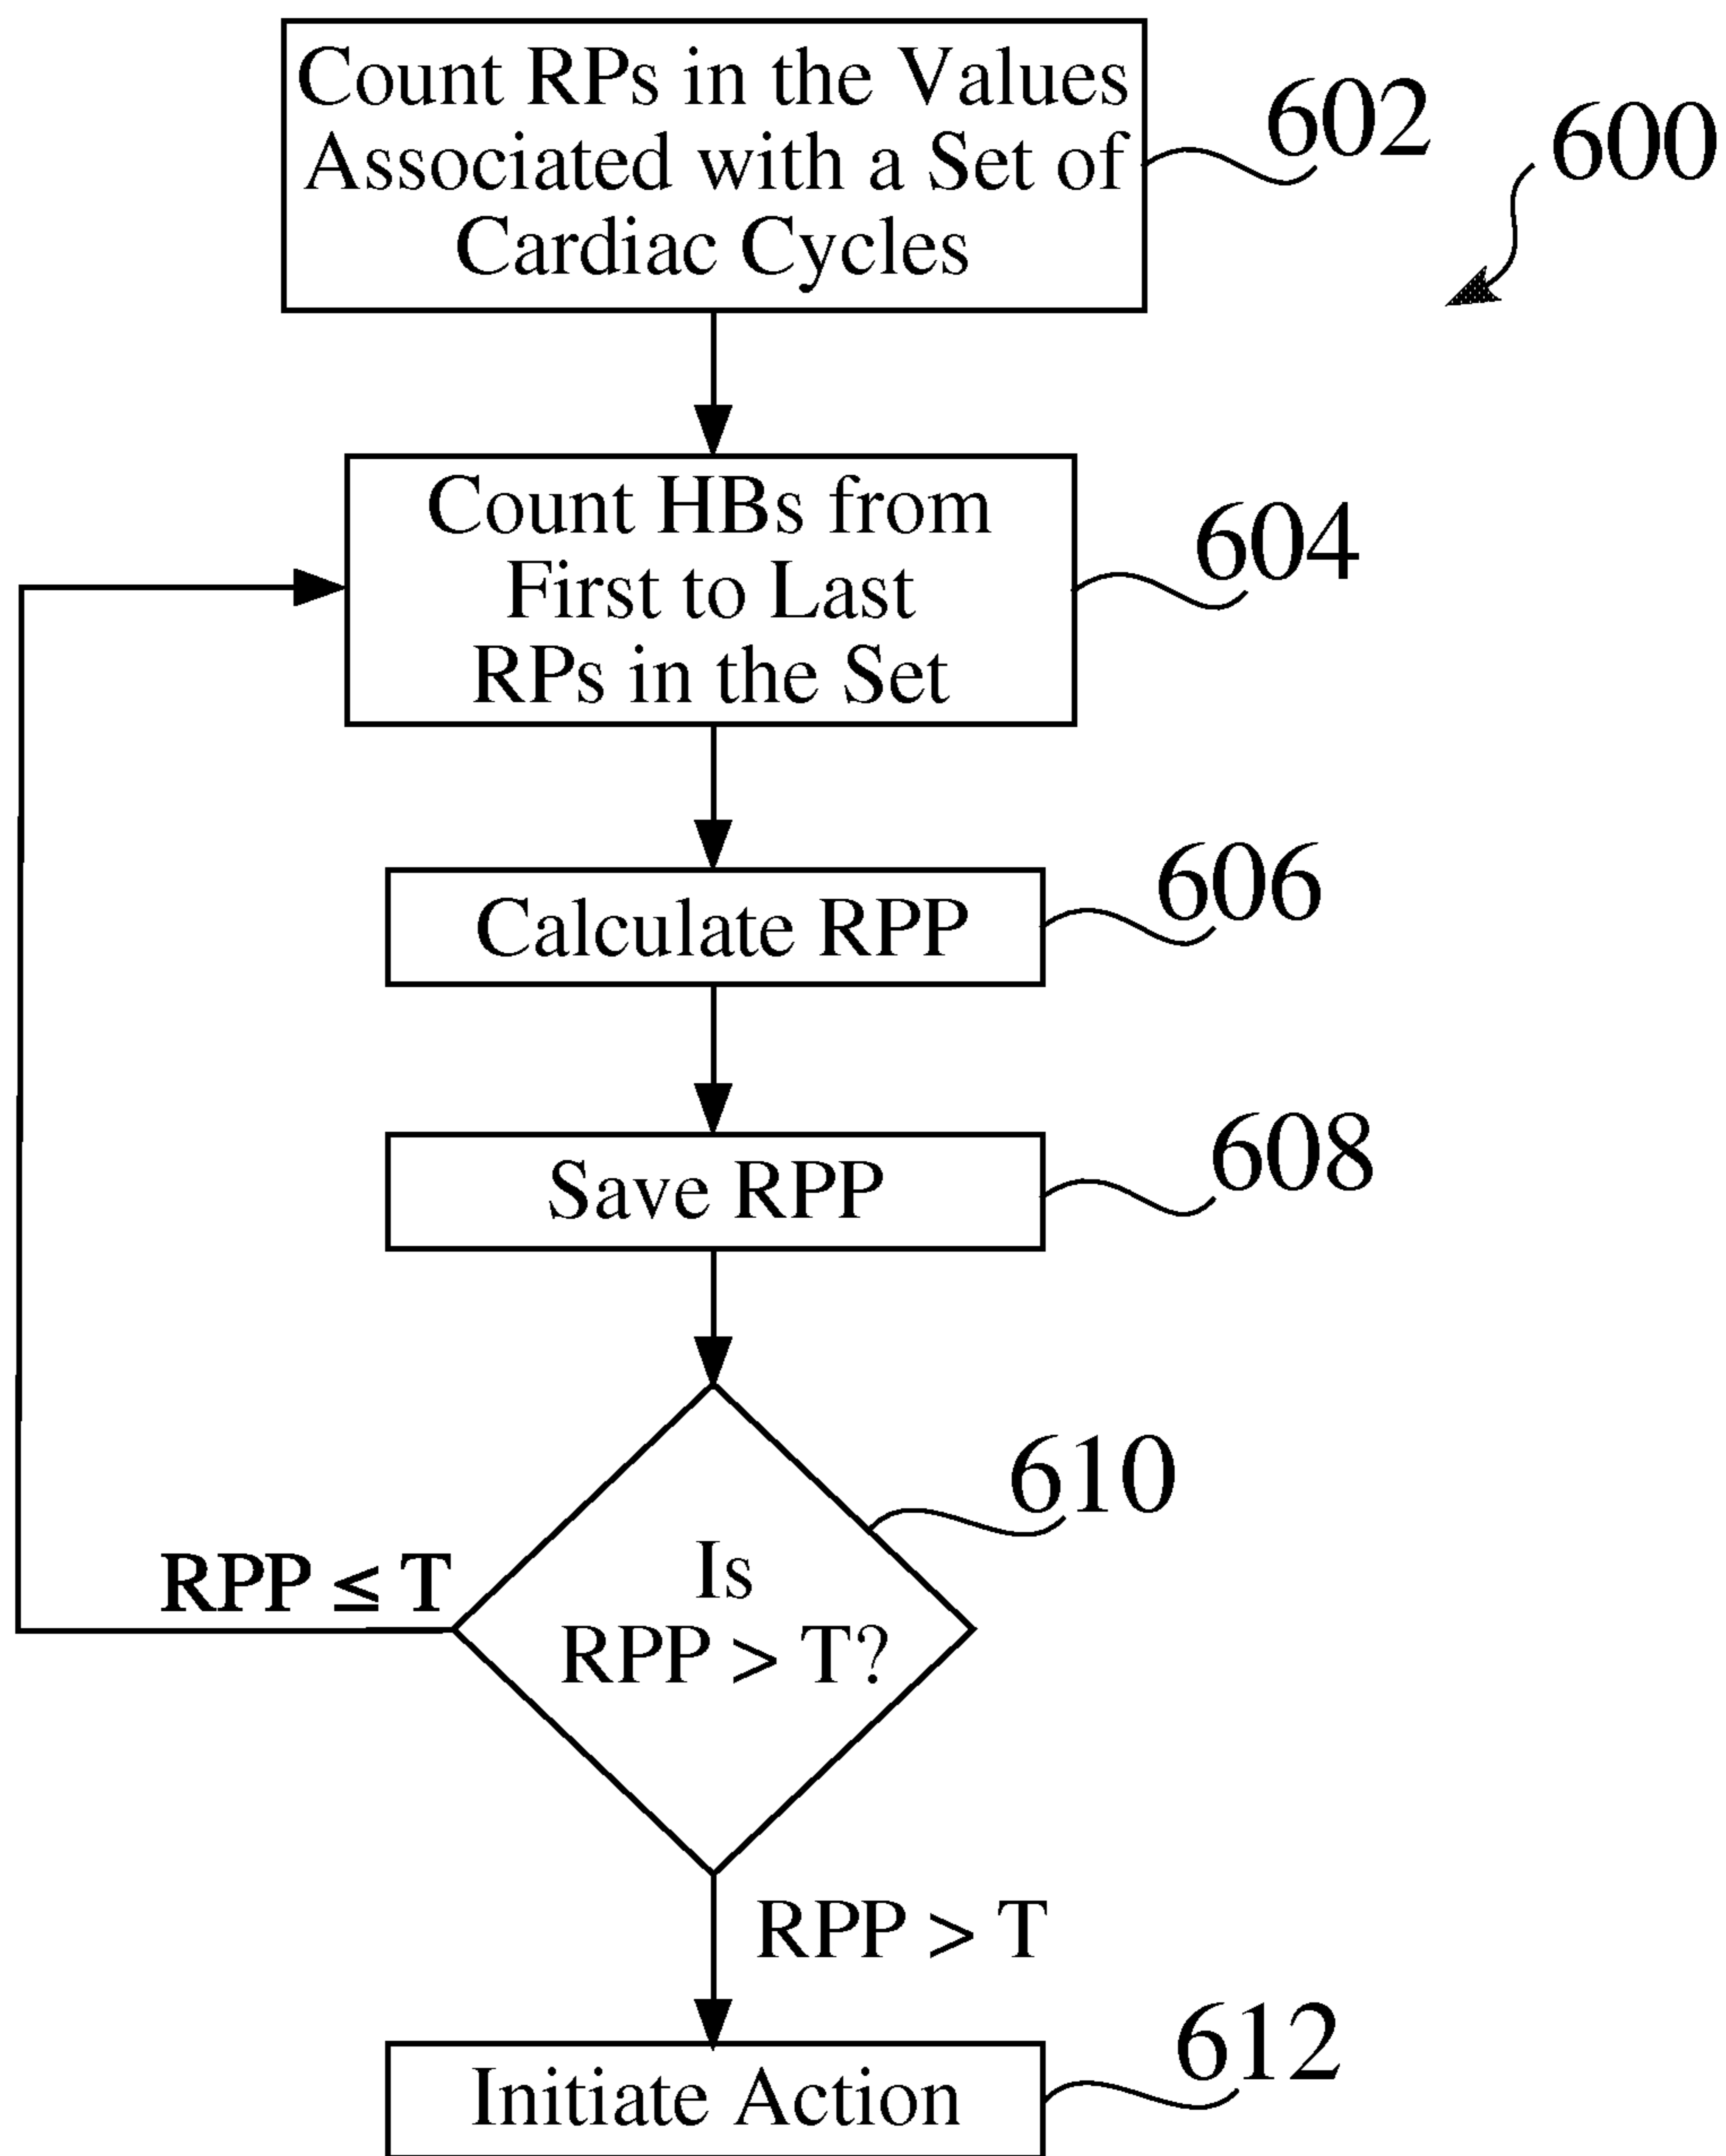 Count RPs in the Values
Associated with a Set of
Cardiac Cycles
602
600
Count HBs from
First to Last
RPs in the Set
604
Calculate RPP
606
Save RPP
608
Is
RPP > T?
610
RPP ≤ T
RPP > T
Initiate Action
612